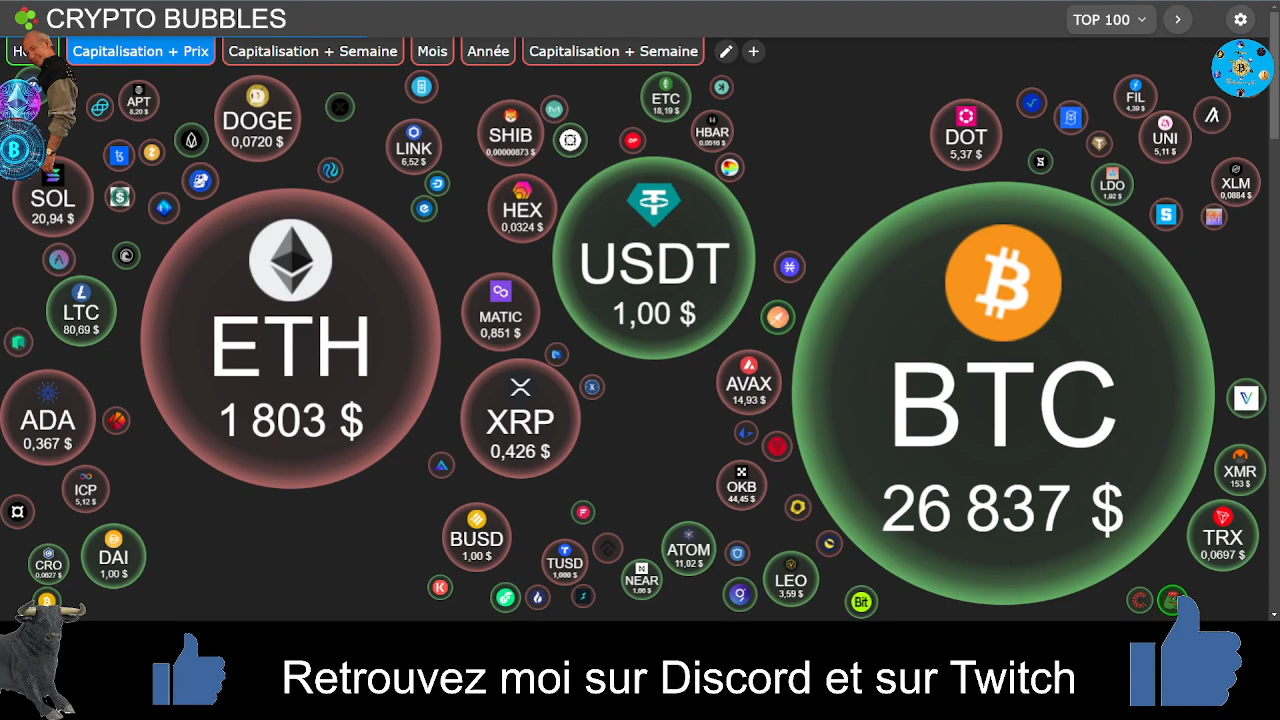 CRYPTO BUBBLES
TOP 100
Capitalisation + Prix
Capitalisation + Semaine
Mois
Année
Capitalisation + Semaine
APT
8,20 $
DOGE
0,0720 $
LINK
6,52 $
SHIB
0,00000873 $
ETC
18,19 $
HBAR
0,0516 $
OP
DOT
5,37 $
FIL
4,39 $
UNI
5,11 $
LDO
1,92 $
XLM
0,0884 $
SOL
20,94 $
HEX
0,0324 $
USDT
1,00 $
ETH
1 803 $
BTC
26 837 $
LTC
80,69 $
MATIC
0,851 $
XRP
0,426 $
AVAX
14,93 $
ADA
0,367 $
ICP
5,12 $
OKB
44,45 $
XMR
153 $
TRX
0,0697 $
CRO
0,0627 $
DAI
1,00 $
BUSD
1,00 $
TUSD
1,000 $
NEAR
1,66 $
ATOM
11,02 $
LEO
3,59 $
Bit
Retrouvez moi sur Discord et sur Twitch